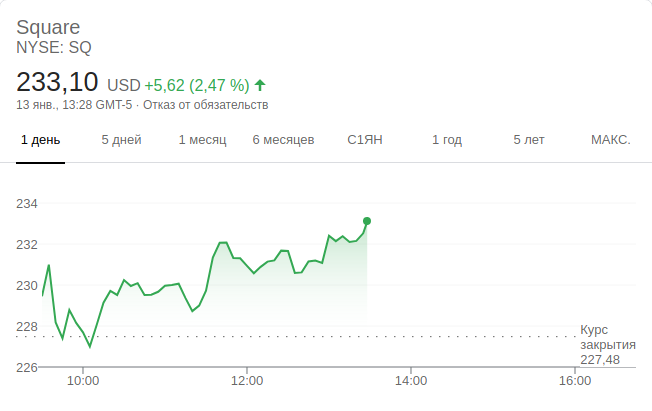 Square
NYSE: SQ
233,10 USD +5,62 (2,47 %)
13 янв., 13:28 GMT-5 · Отказ от обязательств
1 день 5 дней 1 месяц 6 месяцев С1ЯН 1 год 5 лет МАКС.
234
232
230
228
Курс
закрытия
227,48
226
10:00 12:00 14:00 16:00